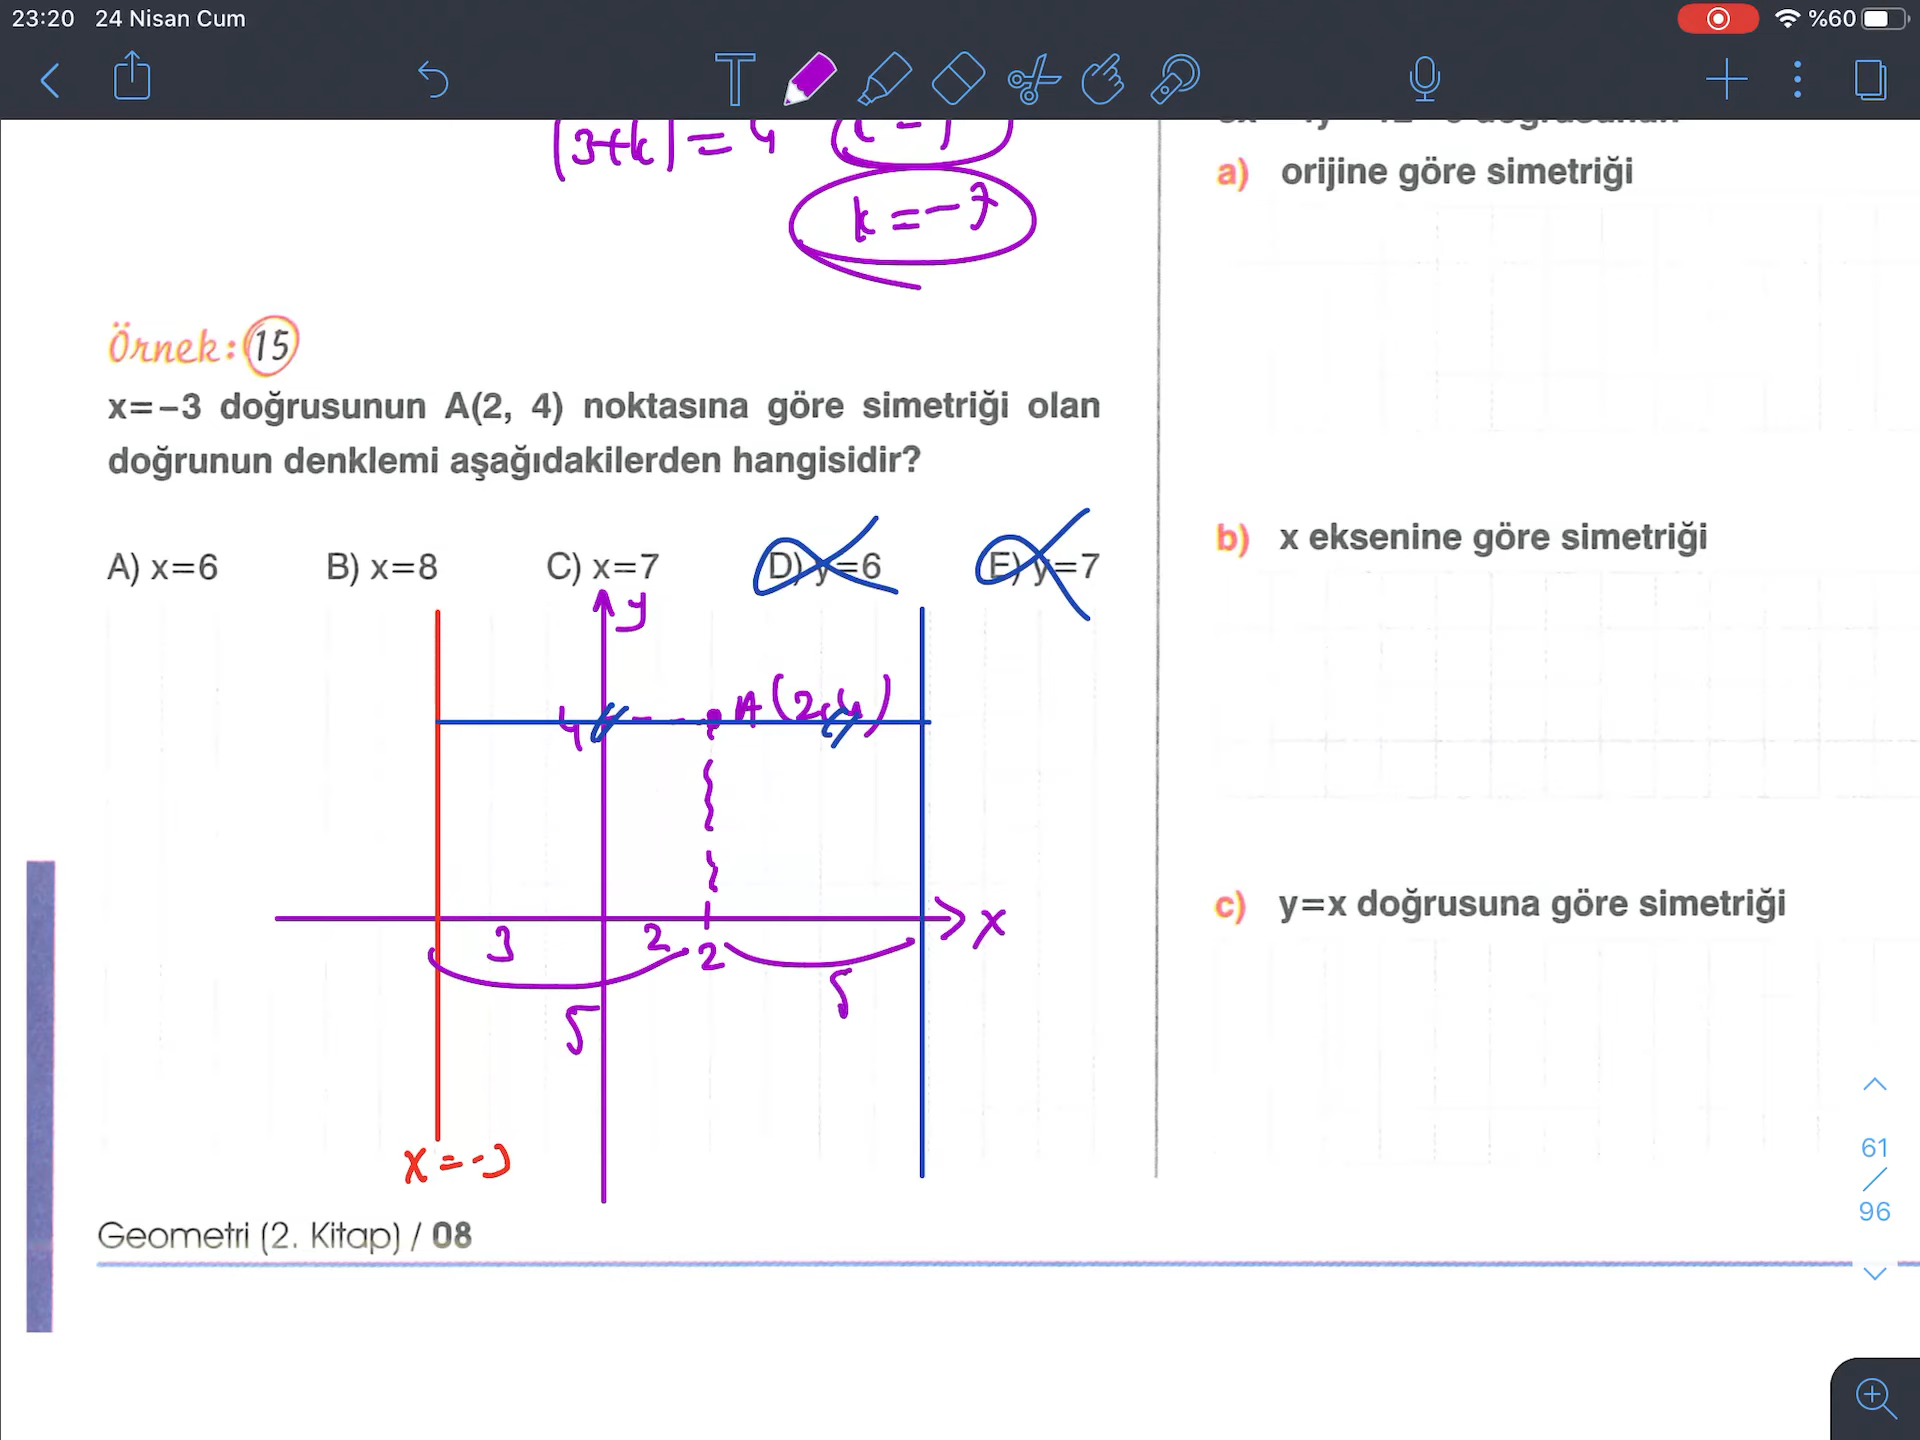 23:20 24 Nisan Cum
%60
|3+k| = 4
k = -7
Örnek: 15
x=-3 doğrusunun A(2, 4) noktasına göre simetriği olan
doğrunun denklemi aşağıdakilerden hangisidir?
A) x=6 B) x=8 C) x=7 D) y=6 E) y=7
y
4 A(2,4)
x
3 2 2
5 5
x = -3
Geometri (2. Kitap) / 08
a) orijine göre simetriği
b) x eksenine göre simetriği
c) y=x doğrusuna göre simetriği
61
/
96